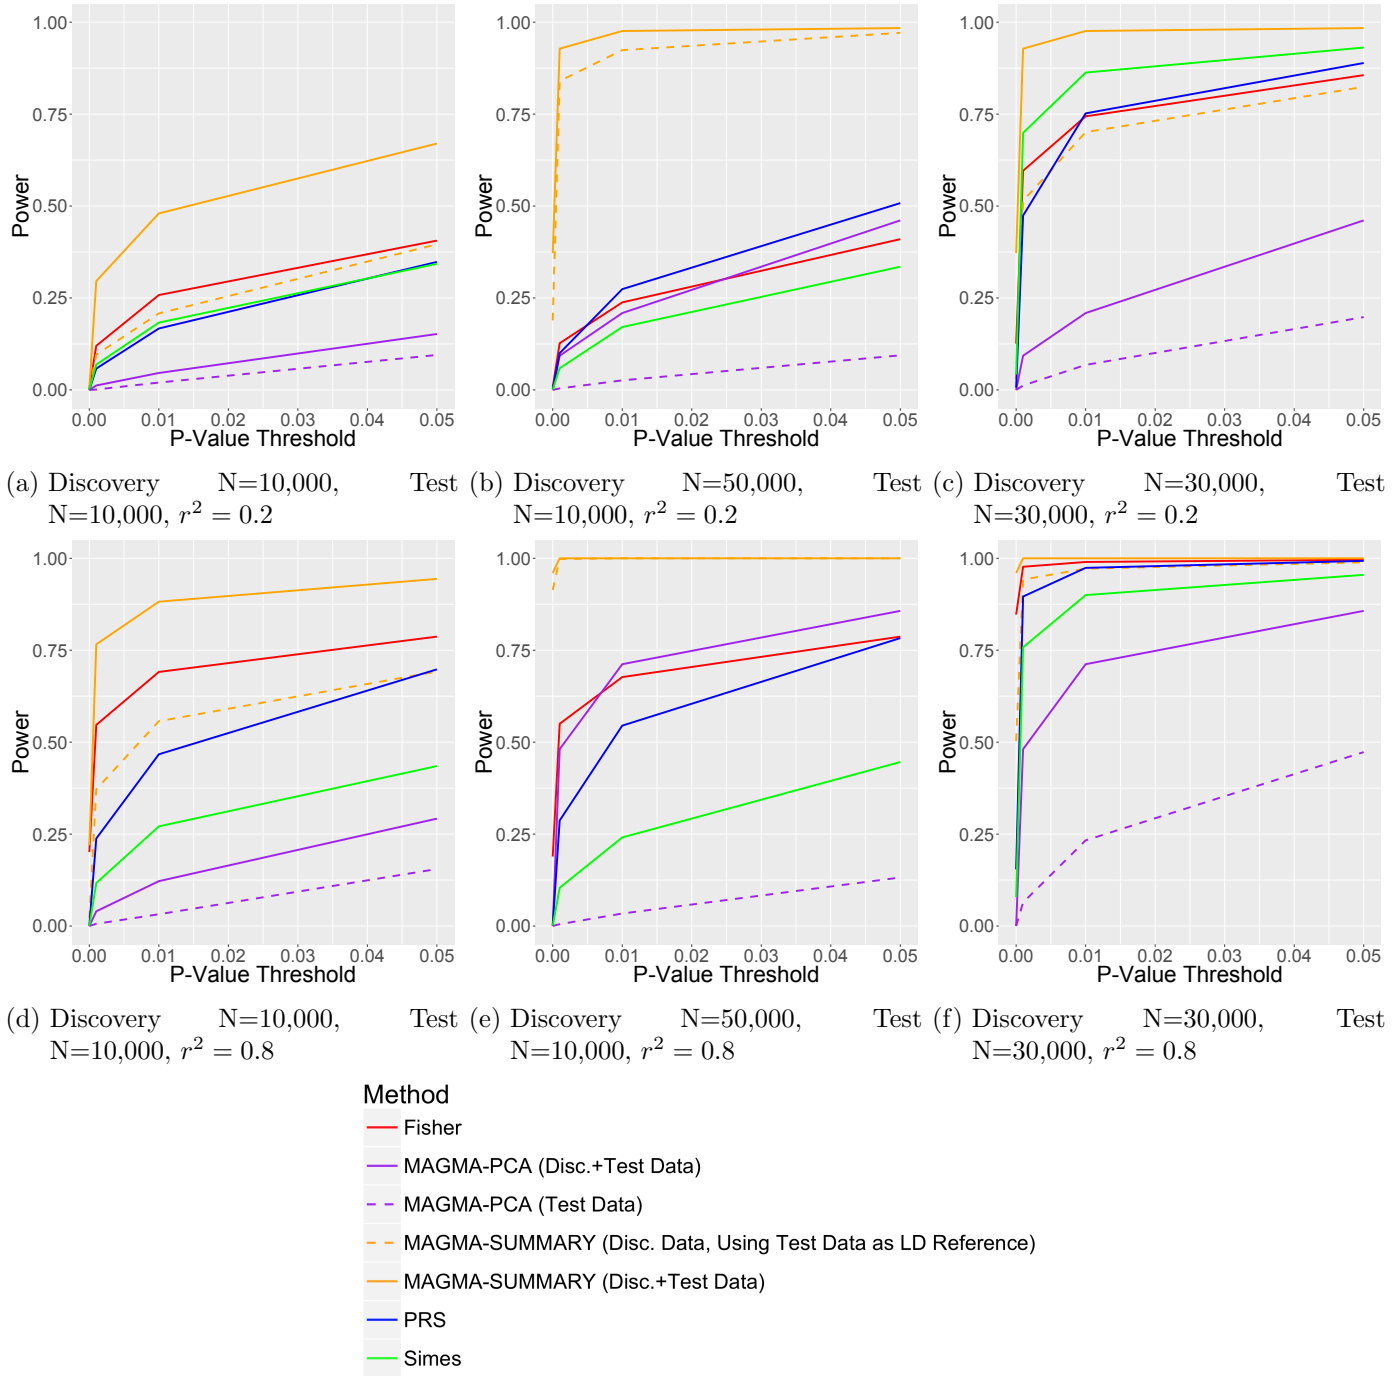 1.00
0.75
0.50
0.25
0.00
Power
0.00 0.01 0.02 0.03 0.04 0.05
P-Value Threshold
(a) Discovery N=10,000, Test
N=10,000, r² = 0.2
1.00
0.75
0.50
0.25
0.00
Power
0.00 0.01 0.02 0.03 0.04 0.05
P-Value Threshold
(b) Discovery N=50,000, Test
N=10,000, r² = 0.2
1.00
0.75
0.50
0.25
0.00
Power
0.00 0.01 0.02 0.03 0.04 0.05
P-Value Threshold
(c) Discovery N=30,000, Test
N=30,000, r² = 0.2
1.00
0.75
0.50
0.25
0.00
Power
0.00 0.01 0.02 0.03 0.04 0.05
P-Value Threshold
(d) Discovery N=10,000, Test
N=10,000, r² = 0.8
1.00
0.75
0.50
0.25
0.00
Power
0.00 0.01 0.02 0.03 0.04 0.05
P-Value Threshold
(e) Discovery N=50,000, Test
N=10,000, r² = 0.8
1.00
0.75
0.50
0.25
0.00
Power
0.00 0.01 0.02 0.03 0.04 0.05
P-Value Threshold
(f) Discovery N=30,000, Test
N=30,000, r² = 0.8
Method
Fisher
MAGMA-PCA (Disc.+Test Data)
MAGMA-PCA (Test Data)
MAGMA-SUMMARY (Disc. Data, Using Test Data as LD Reference)
MAGMA-SUMMARY (Disc.+Test Data)
PRS
Simes